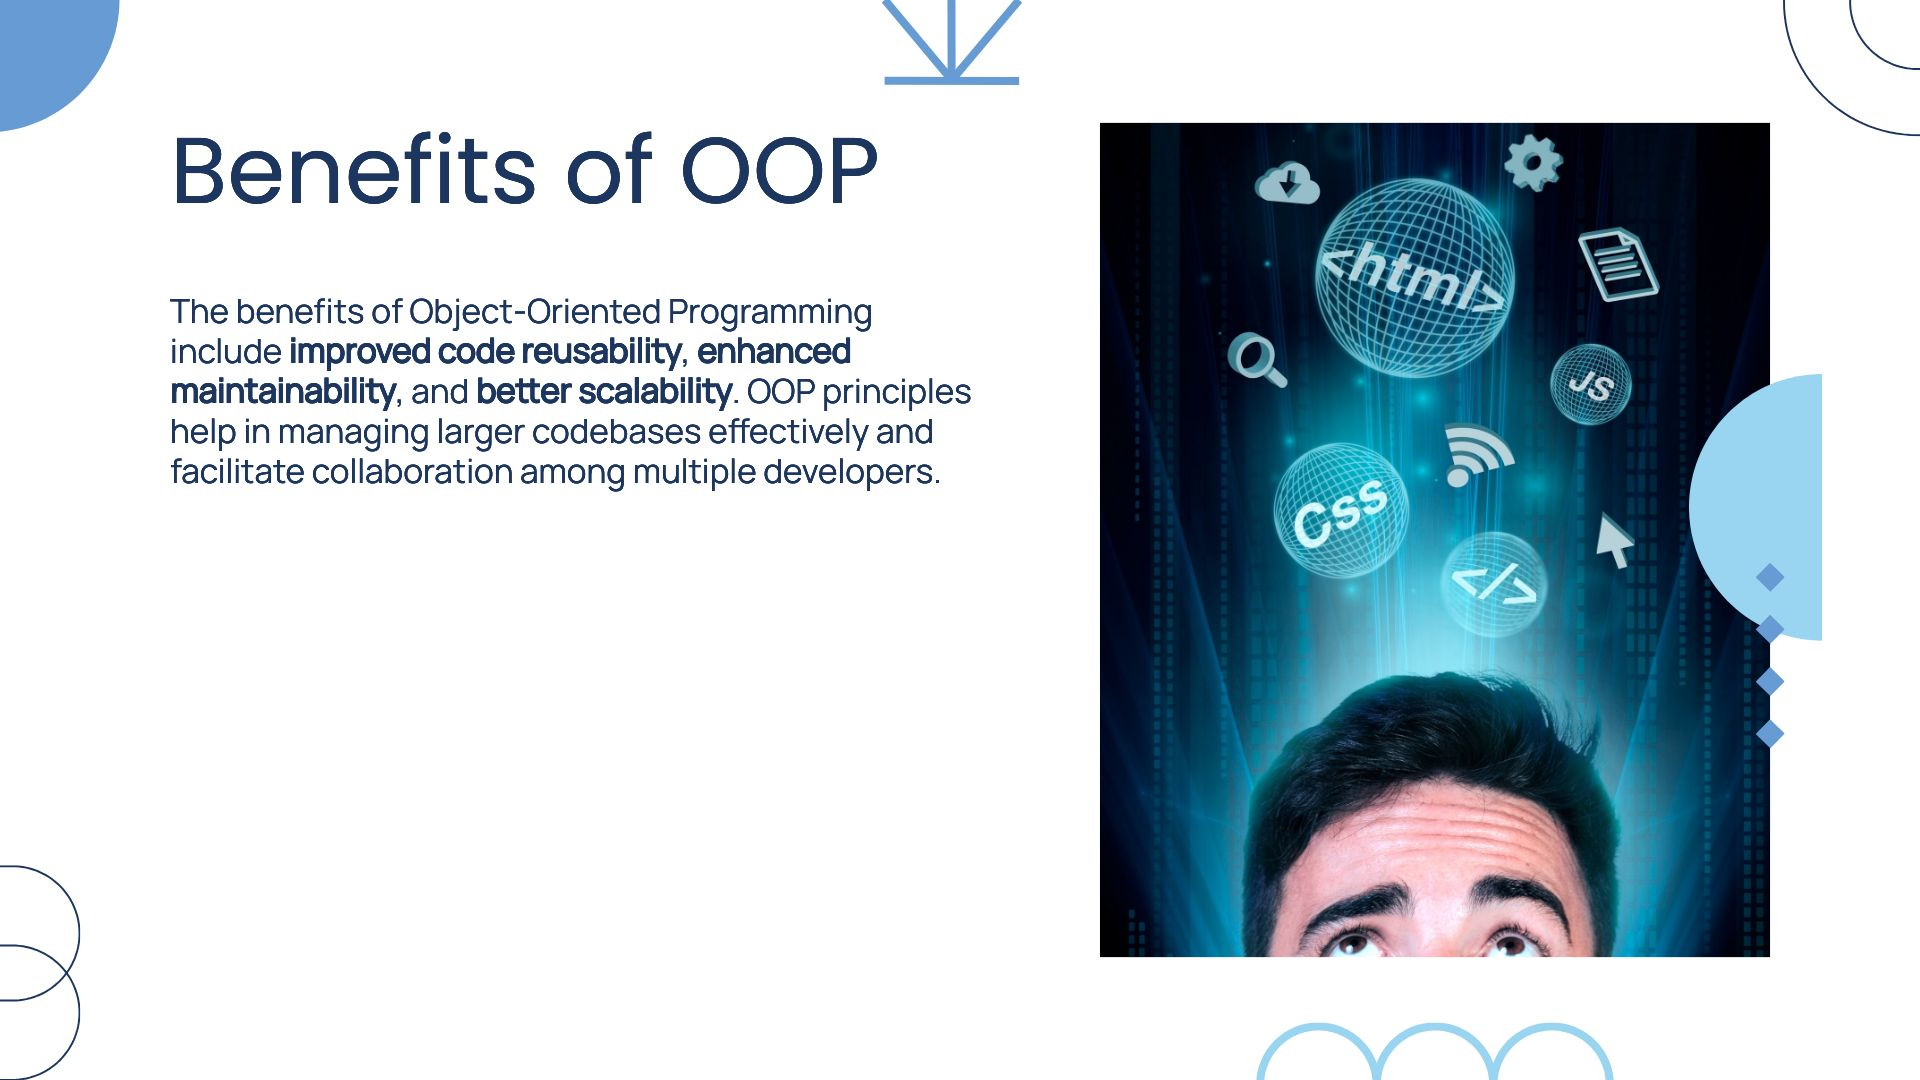 Benefits of OOP
The benefits of Object-Oriented Programming
include improved code reusability, enhanced
maintainability, and better scalability. OOP principles
help in managing larger codebases effectively and
facilitate collaboration among multiple developers.
<html>
JS
Css
</>